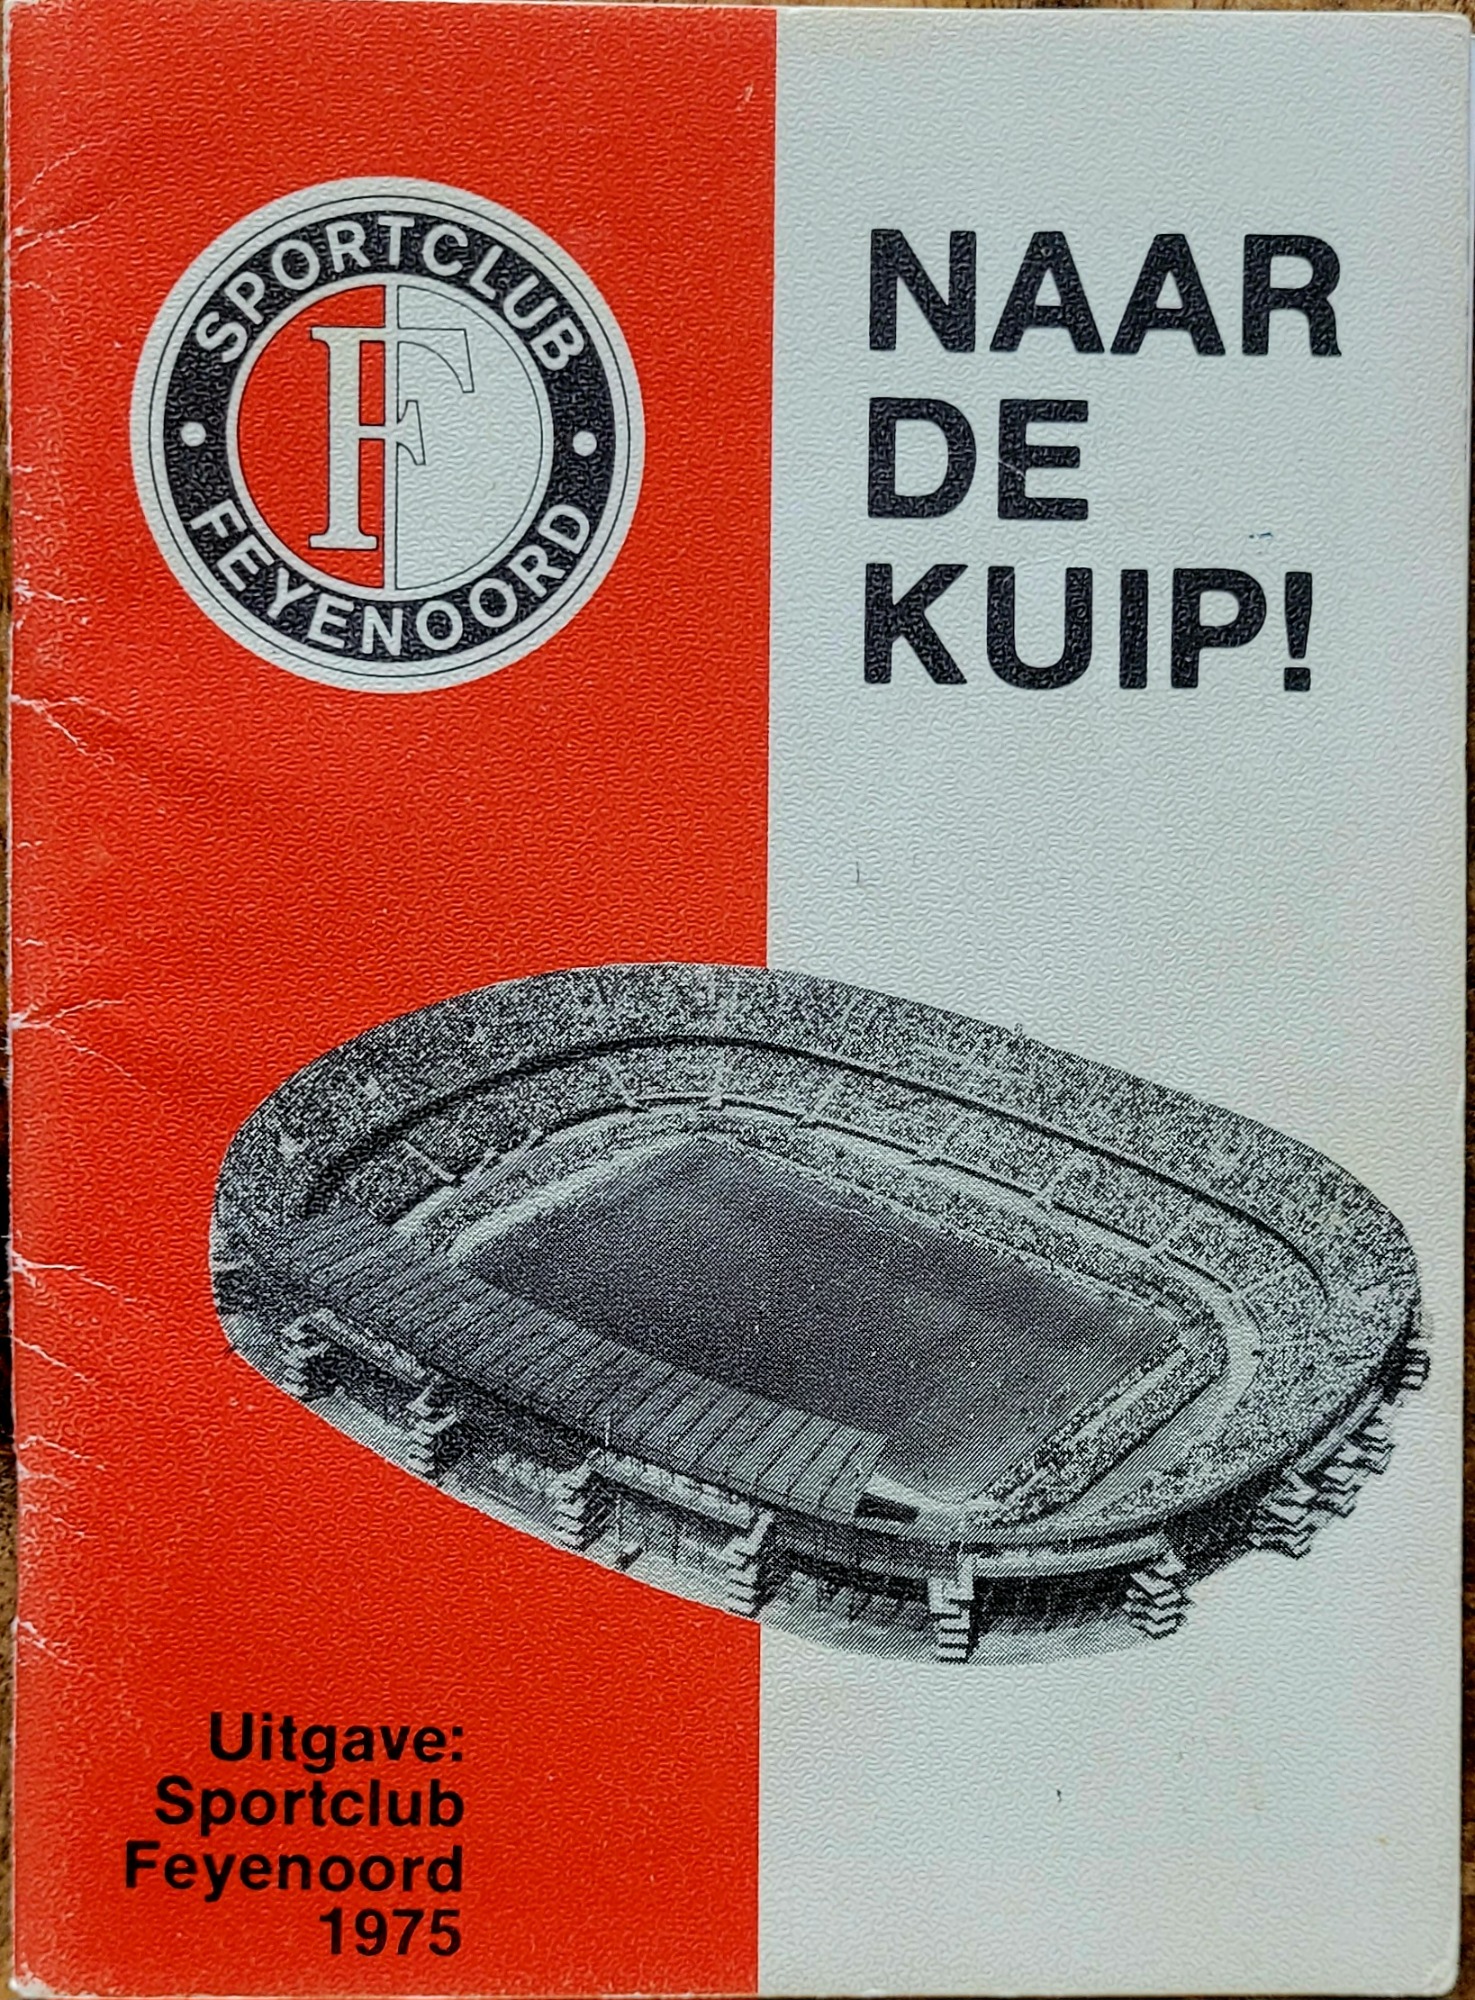 SPORTCLUB
FEYENOORD
F
NAAR
DE
KUIP!
Uitgave:
Sportclub
Feyenoord
1975